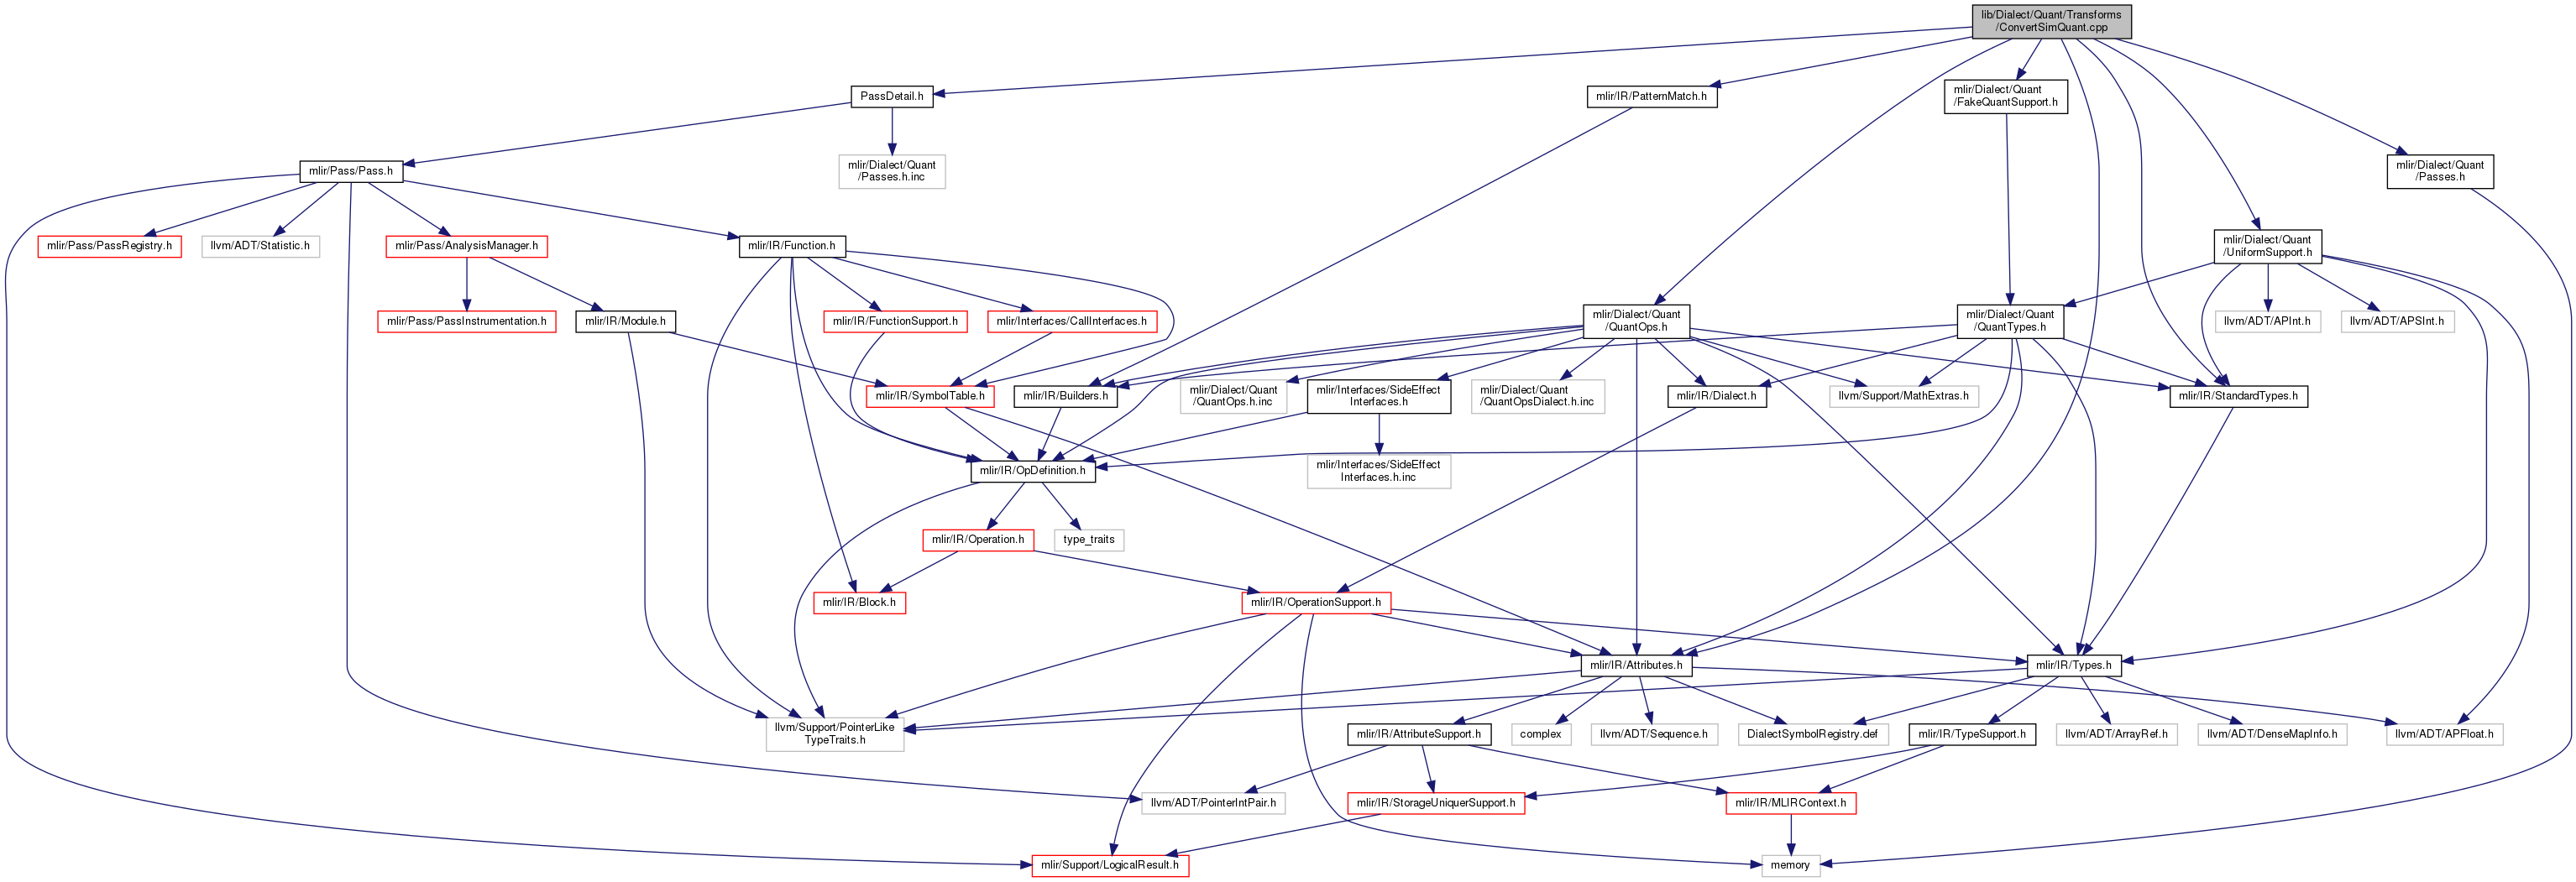 lib/Dialect/Quant/Transforms
/ConvertSimQuant.cpp
PassDetail.h
mlir/IR/PatternMatch.h
mlir/Dialect/Quant
/FakeQuantSupport.h
mlir/Pass/Pass.h
mlir/Dialect/Quant
/Passes.h.inc
mlir/Dialect/Quant
/Passes.h
mlir/Pass/PassRegistry.h
llvm/ADT/Statistic.h
mlir/Pass/AnalysisManager.h
mlir/IR/Function.h
mlir/Dialect/Quant
/UniformSupport.h
mlir/Pass/PassInstrumentation.h
mlir/IR/Module.h
mlir/IR/FunctionSupport.h
mlir/Interfaces/CallInterfaces.h
mlir/Dialect/Quant
/QuantOps.h
mlir/Dialect/Quant
/QuantTypes.h
llvm/ADT/APInt.h
llvm/ADT/APSInt.h
mlir/IR/SymbolTable.h
mlir/IR/Builders.h
mlir/Dialect/Quant
/QuantOps.h.inc
mlir/Interfaces/SideEffect
Interfaces.h
mlir/Dialect/Quant
/QuantOpsDialect.h.inc
mlir/IR/Dialect.h
llvm/Support/MathExtras.h
mlir/IR/StandardTypes.h
mlir/IR/OpDefinition.h
mlir/Interfaces/SideEffect
Interfaces.h.inc
mlir/IR/Operation.h
type_traits
mlir/IR/Block.h
mlir/IR/OperationSupport.h
mlir/IR/Attributes.h
mlir/IR/Types.h
llvm/Support/PointerLike
TypeTraits.h
mlir/IR/AttributeSupport.h
complex
llvm/ADT/Sequence.h
DialectSymbolRegistry.def
mlir/IR/TypeSupport.h
llvm/ADT/ArrayRef.h
llvm/ADT/DenseMapInfo.h
llvm/ADT/APFloat.h
llvm/ADT/PointerIntPair.h
mlir/IR/StorageUniquerSupport.h
mlir/IR/MLIRContext.h
mlir/Support/LogicalResult.h
memory